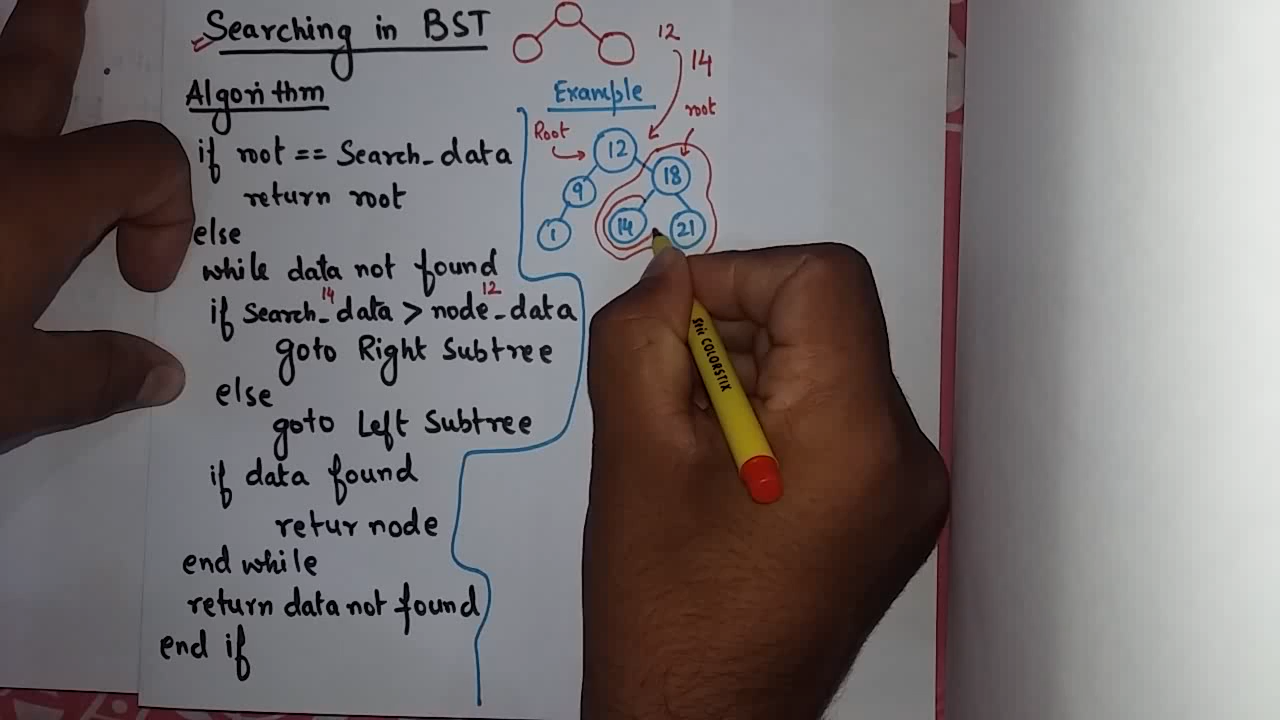 Searching in BST
Algorithm
if root == Search_data
return root
else
while data not found
14 12
if Search_data > node_data
goto Right Subtree
else
goto Left Subtree
if data found
retur node
end while
return data not found
end if
12
14
Example
Root
root
12
9
18
1
14
21
Stic COLORSTIX